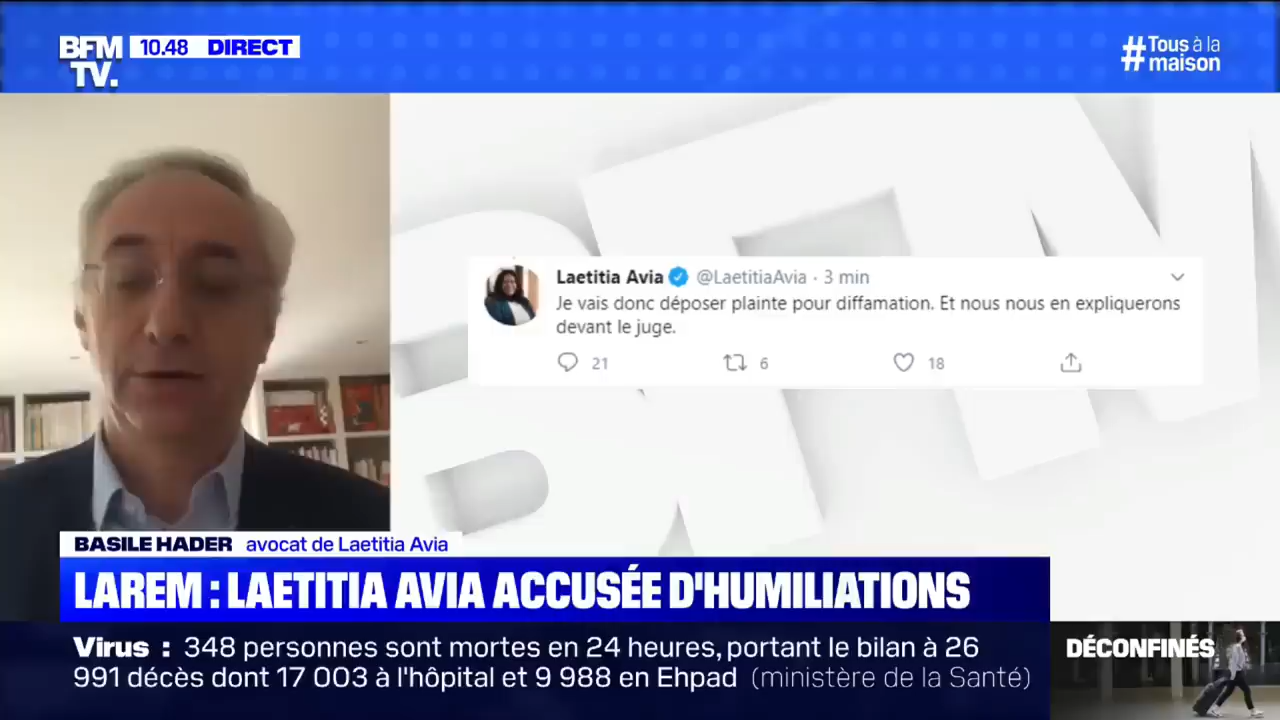 BFM
TV.
10.48 DIRECT
#Tous à la
maison
Laetitia Avia @LaetitiaAvia · 3 min
Je vais donc déposer plainte pour diffamation. Et nous nous en expliquerons
devant le juge.
21 6 18
BASILE HADER avocat de Laetitia Avia
LAREM : LAETITIA AVIA ACCUSÉE D'HUMILIATIONS
Virus : 348 personnes sont mortes en 24 heures, portant le bilan à 26
991 décès dont 17 003 à l'hôpital et 9 988 en Ehpad (ministère de la Santé)
DÉCONFINÉS